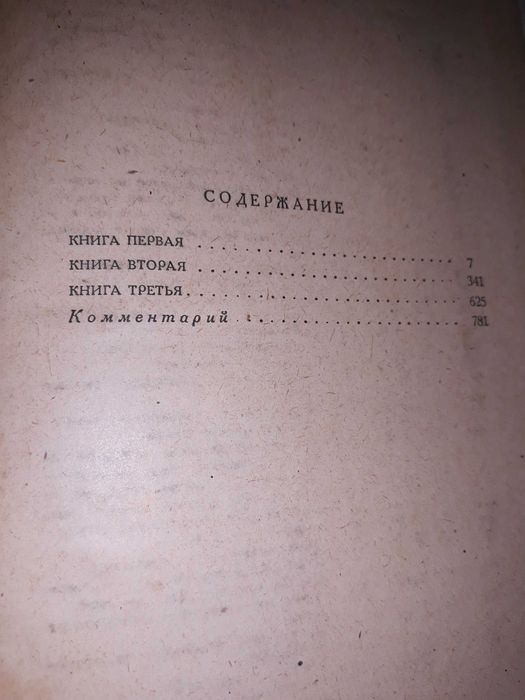 СОДЕРЖАНИЕ
КНИГА ПЕРВАЯ . . . . . . . . . . . . . . . . . . . . 7
КНИГА ВТОРАЯ . . . . . . . . . . . . . . . . . . . . 341
КНИГА ТРЕТЬЯ . . . . . . . . . . . . . . . . . . . . 625
Комментарий . . . . . . . . . . . . . . . . . . 781